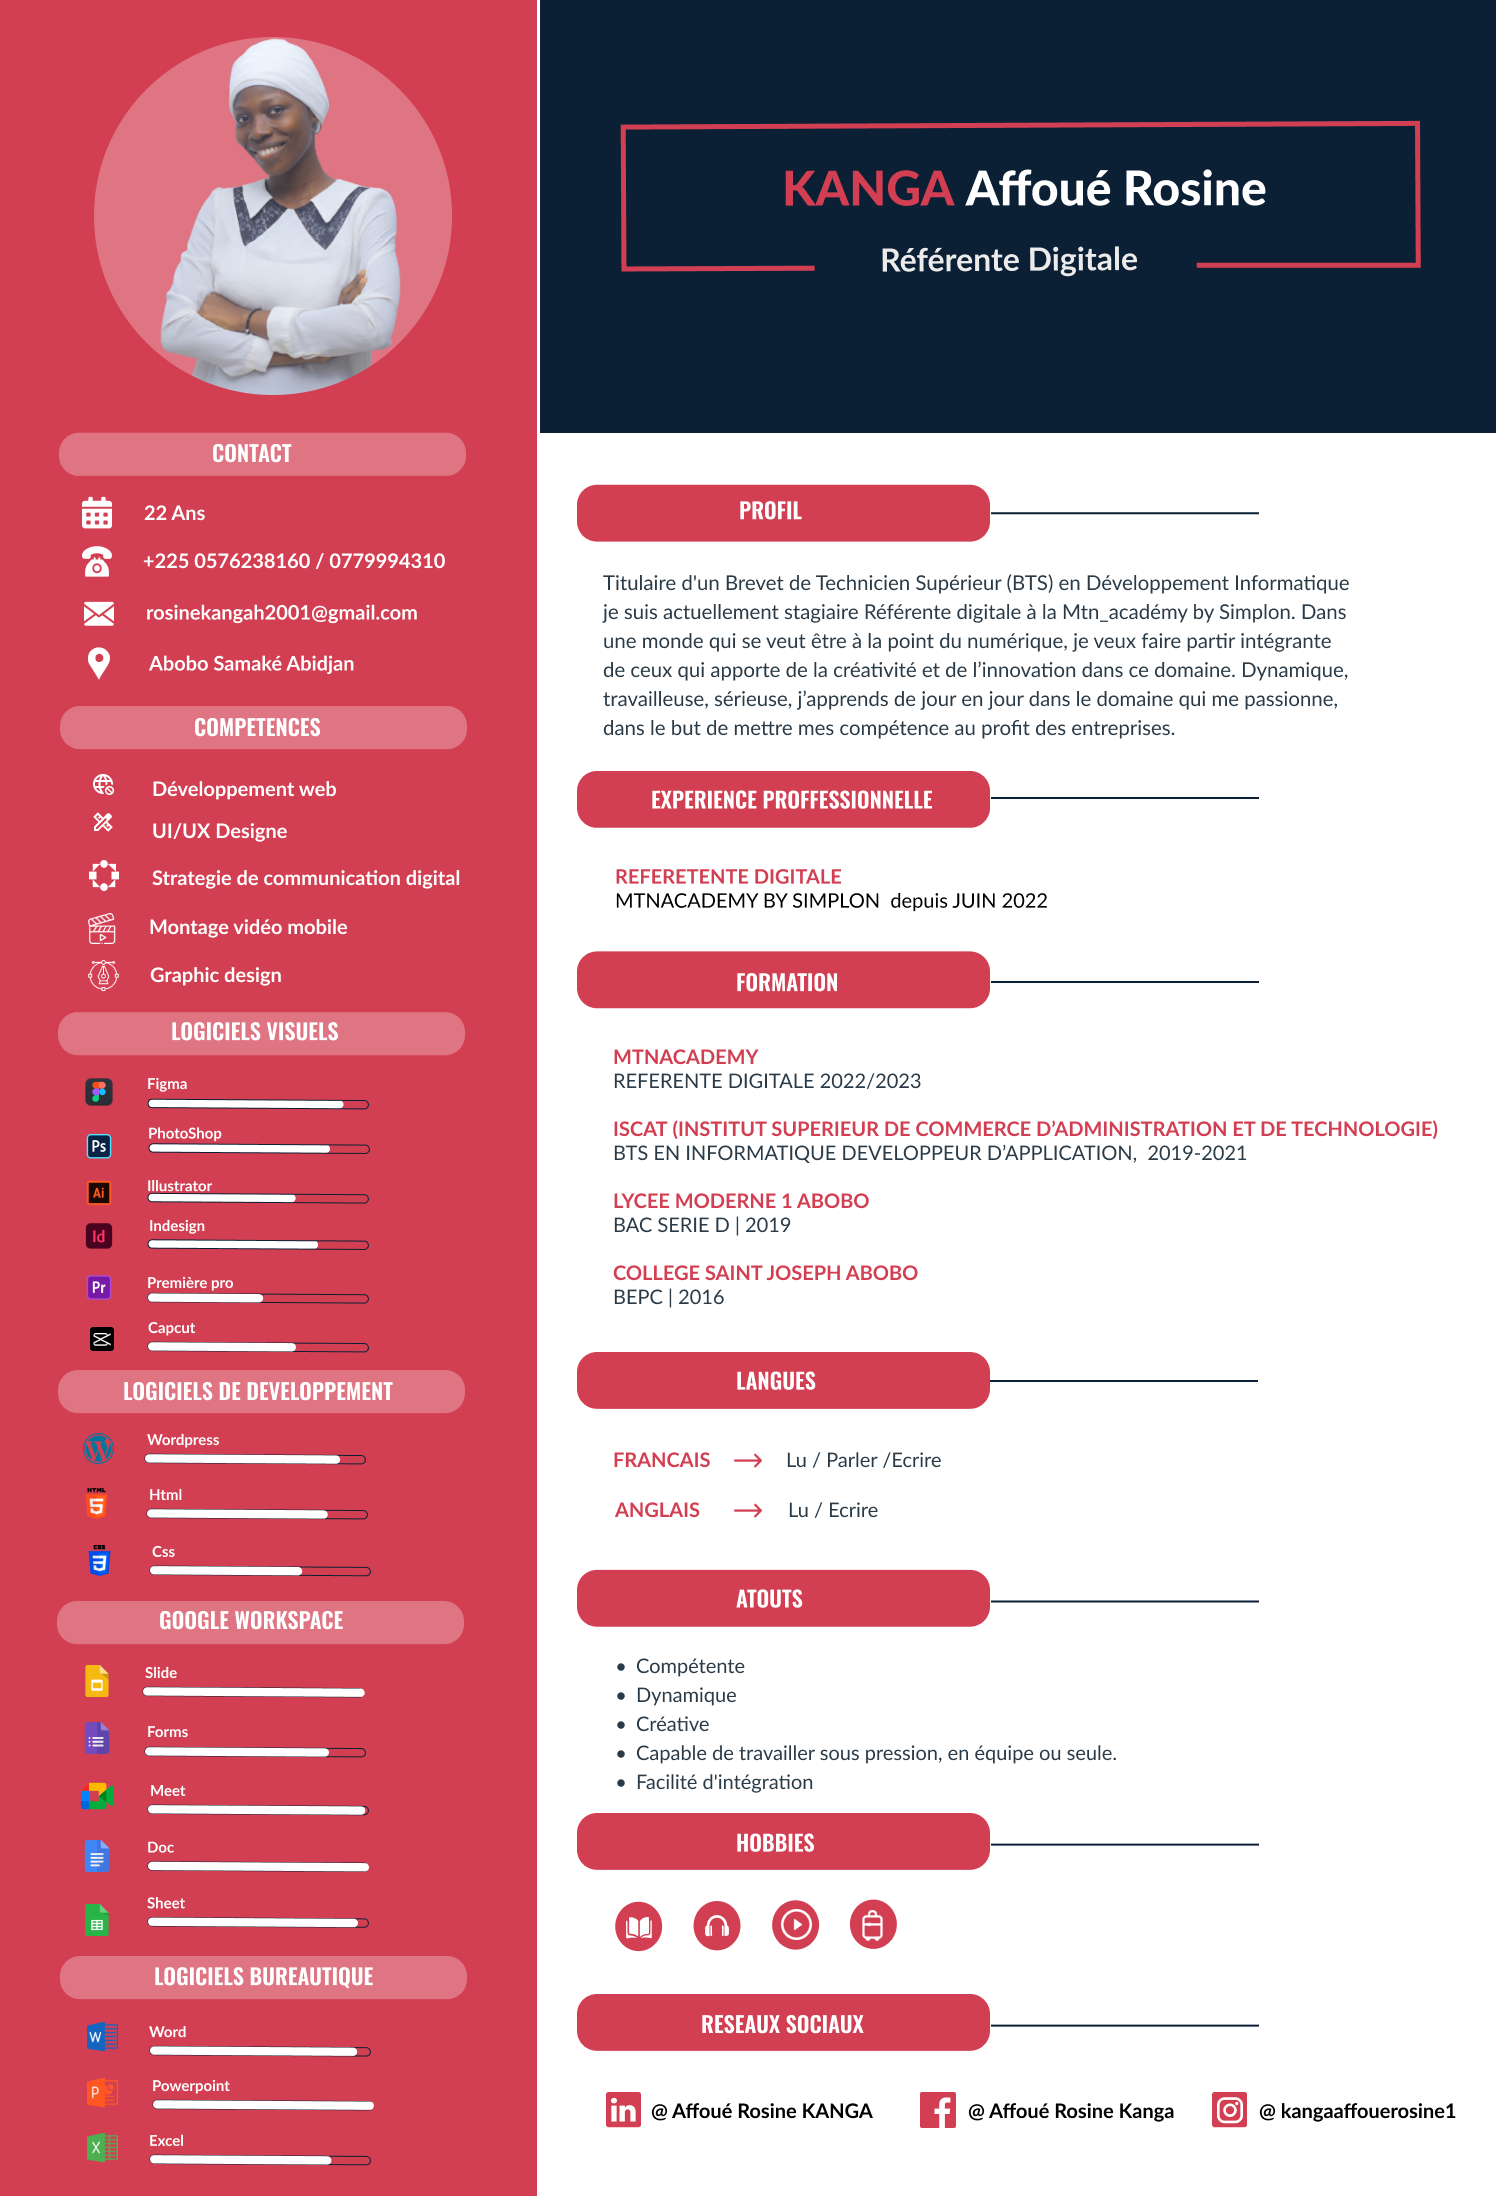 KANGA Affoué Rosine
Référente Digitale
CONTACT
22 Ans
+225 0576238160 / 0779994310
rosinekangah2001@gmail.com
Abobo Samaké Abidjan
COMPETENCES
Développement web
UI/UX Designe
Strategie de communication digital
Montage vidéo mobile
Graphic design
LOGICIELS VISUELS
Figma
Ps
PhotoShop
Ai
Illustrator
Id
Indesign
Pr
Première pro
Capcut
LOGICIELS DE DEVELOPPEMENT
Wordpress
HTML
5
Html
CSS
3
Css
GOOGLE WORKSPACE
Slide
Forms
Meet
Doc
Sheet
LOGICIELS BUREAUTIQUE
W
Word
P
Powerpoint
X
Excel
PROFIL
Titulaire d'un Brevet de Technicien Supérieur (BTS) en Développement Informatique
je suis actuellement stagiaire Référente digitale à la Mtn_académy by Simplon. Dans
une monde qui se veut être à la point du numérique, je veux faire partir intégrante
de ceux qui apporte de la créativité et de l’innovation dans ce domaine. Dynamique,
travailleuse, sérieuse, j’apprends de jour en jour dans le domaine qui me passionne,
dans le but de mettre mes compétence au profit des entreprises.
EXPERIENCE PROFFESSIONNELLE
REFERETENTE DIGITALE
MTNACADEMY BY SIMPLON depuis JUIN 2022
FORMATION
MTNACADEMY
REFERENTE DIGITALE 2022/2023
ISCAT (INSTITUT SUPERIEUR DE COMMERCE D’ADMINISTRATION ET DE TECHNOLOGIE)
BTS EN INFORMATIQUE DEVELOPPEUR D’APPLICATION, 2019-2021
LYCEE MODERNE 1 ABOBO
BAC SERIE D | 2019
COLLEGE SAINT JOSEPH ABOBO
BEPC | 2016
LANGUES
FRANCAIS → Lu / Parler /Ecrire
ANGLAIS → Lu / Ecrire
ATOUTS
• Compétente
• Dynamique
• Créative
• Capable de travailler sous pression, en équipe ou seule.
• Facilité d'intégration
HOBBIES
RESEAUX SOCIAUX
in @ Affoué Rosine KANGA
f @ Affoué Rosine Kanga
@ kangaaffouerosine1